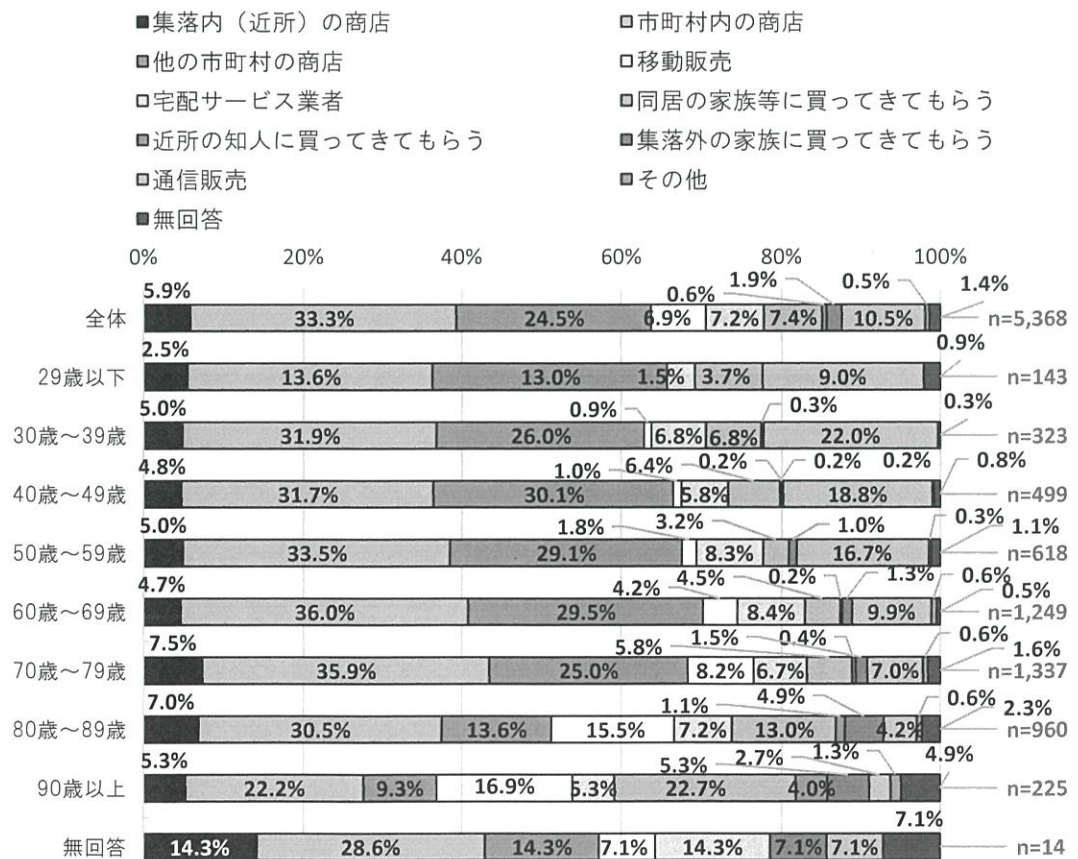 ■集落内（近所）の商店 ■市町村内の商店
■他の市町村の商店 □移動販売
□宅配サービス業者 ■同居の家族等に買ってきてもらう
■近所の知人に買ってきてもらう ■集落外の家族に買ってきてもらう
■通信販売 ■その他
■無回答
0% 20% 40% 60% 80% 100%
5.9% 0.6% 1.9% 0.5% 1.4%
全体 33.3% 24.5% 6.9% 7.2% 7.4% 10.5% n=5,368
2.5% 0.9%
29歳以下 13.6% 13.0% 1.5% 3.7% 9.0% n=143
5.0% 0.9% 0.3% 0.3%
30歳～39歳 31.9% 26.0% 6.8% 6.8% 22.0% n=323
4.8% 1.0% 6.4% 0.2% 0.2% 0.2% 0.8%
40歳～49歳 31.7% 30.1% 5.8% 18.8% n=499
5.0% 1.8% 3.2% 1.0% 0.3% 1.1%
50歳～59歳 33.5% 29.1% 8.3% 16.7% n=618
4.7% 4.2% 4.5% 0.2% 1.3% 0.6% 0.5%
60歳～69歳 36.0% 29.5% 8.4% 9.9% n=1,249
7.5% 5.8% 1.5% 0.4% 0.6% 1.6%
70歳～79歳 35.9% 25.0% 8.2% 6.7% 7.0% n=1,337
7.0% 1.1% 4.9% 0.6% 2.3%
80歳～89歳 30.5% 13.6% 15.5% 7.2% 13.0% 4.2% n=960
5.3% 5.3% 2.7% 1.3% 4.9%
90歳以上 22.2% 9.3% 16.9% 5.3% 22.7% 4.0% n=225
7.1%
無回答 14.3% 28.6% 14.3% 7.1% 14.3% 7.1% 7.1% n=14